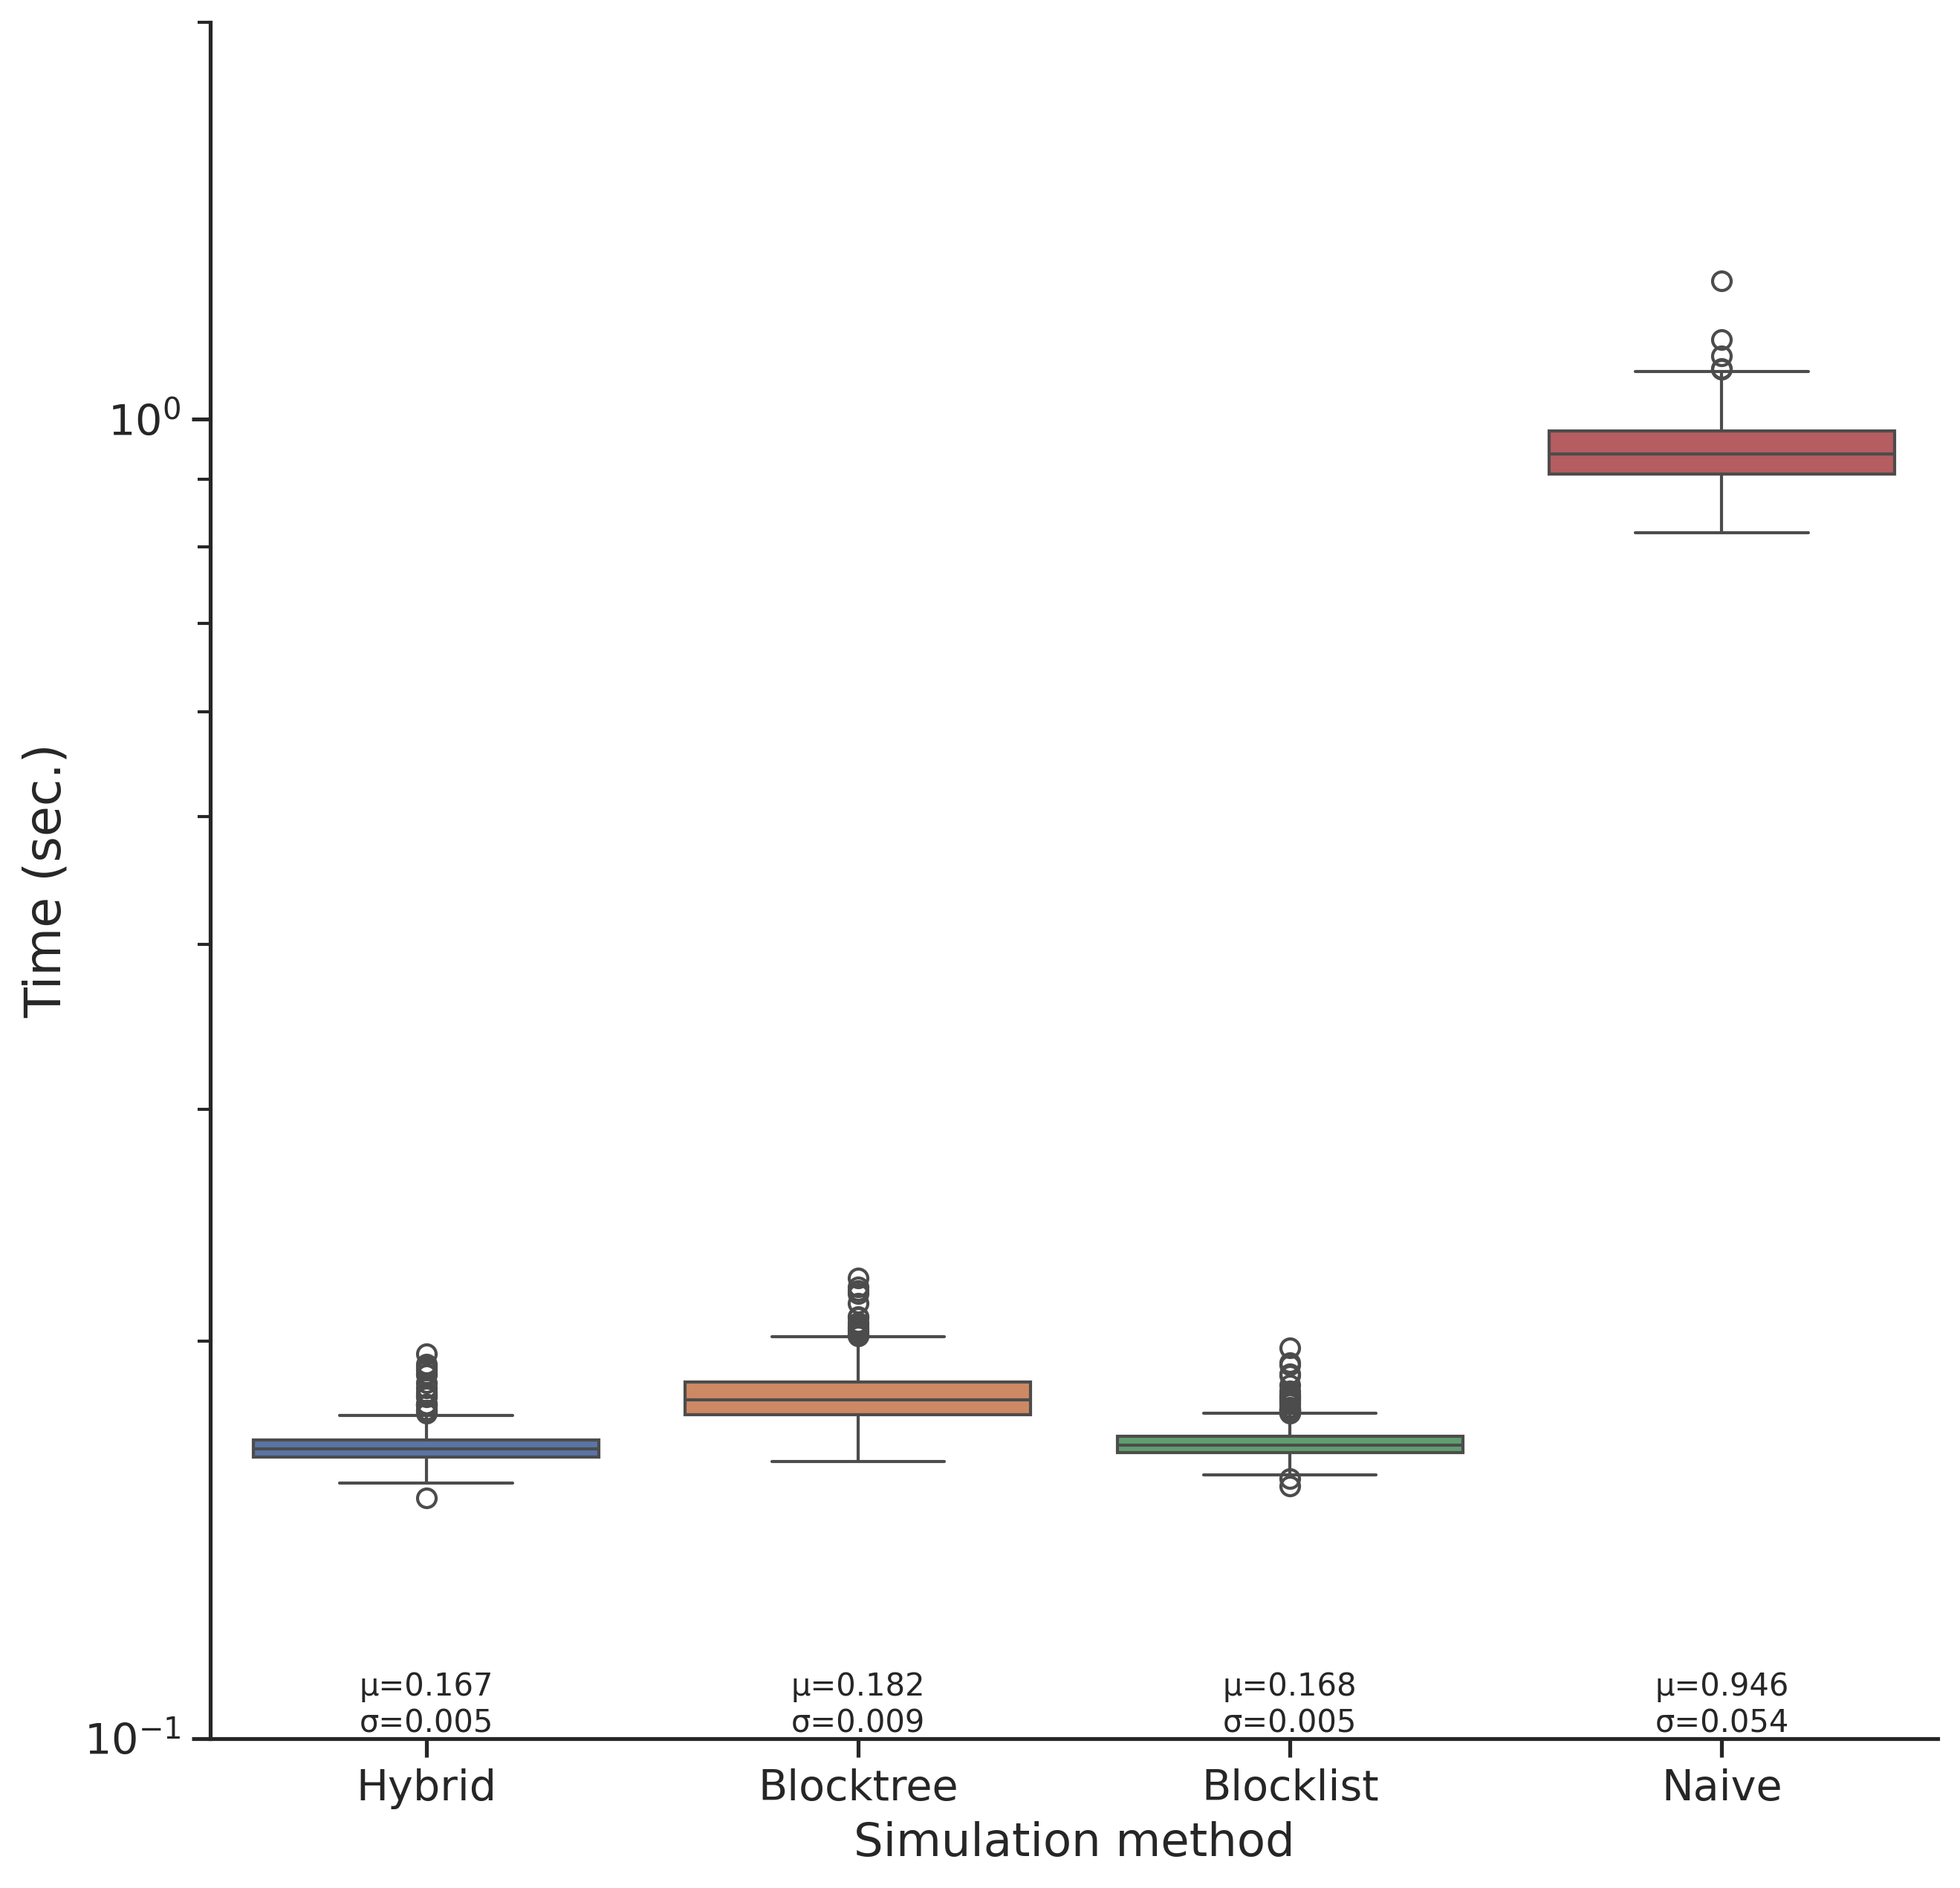 Time (sec.)
10⁰
10⁻¹
μ=0.167
σ=0.005
μ=0.182
σ=0.009
μ=0.168
σ=0.005
μ=0.946
σ=0.054
Hybrid
Blocktree
Blocklist
Naive
Simulation method